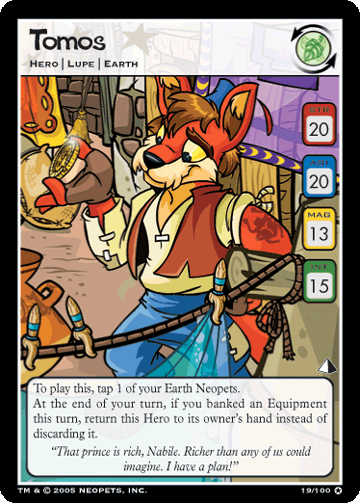 Tomos
HERO | LUPE | EARTH
STR
20
AGI
20
MAG
13
INT
15
To play this, tap 1 of your Earth Neopets.
At the end of your turn, if you banked an Equipment
this turn, return this Hero to its owner's hand instead of
discarding it.
"That prince is rich, Nabile. Richer than any of us could
imagine. I have a plan!"
TM & © 2005 NEOPETS, INC.
19/100